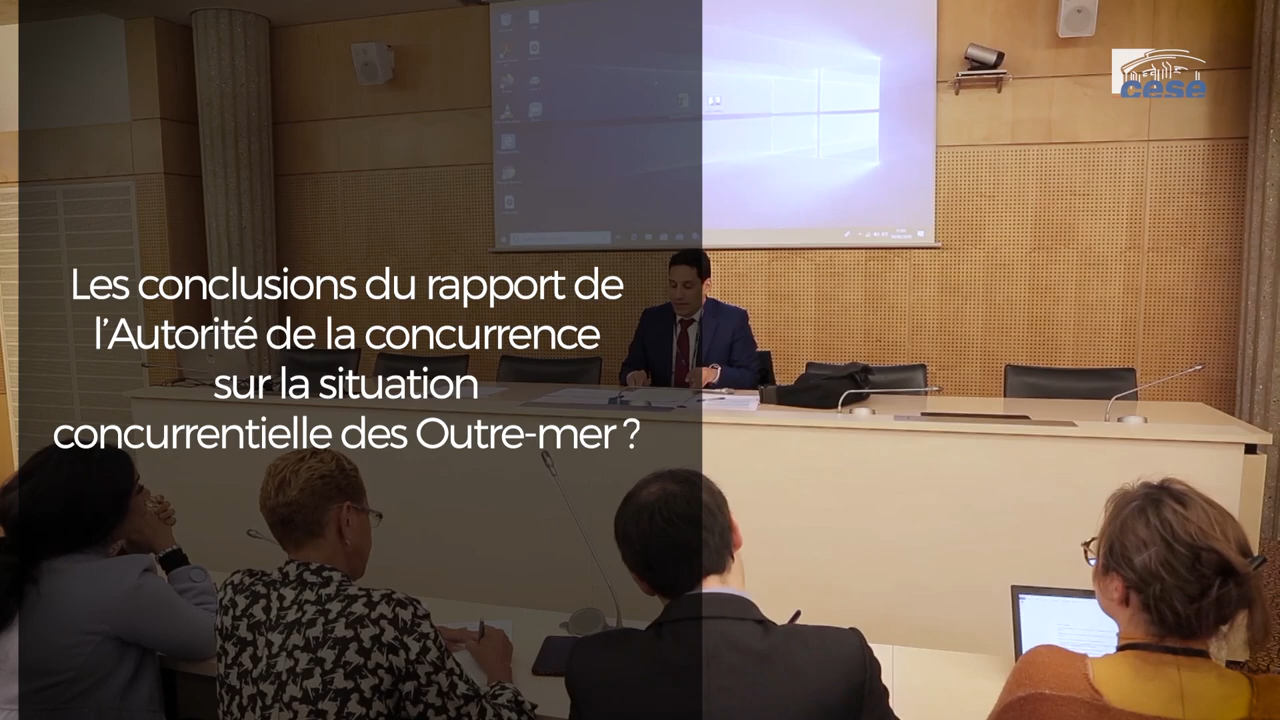 cese
Les conclusions du rapport de
l'Autorité de la concurrence
sur la situation
concurrentielle des Outre-mer ?